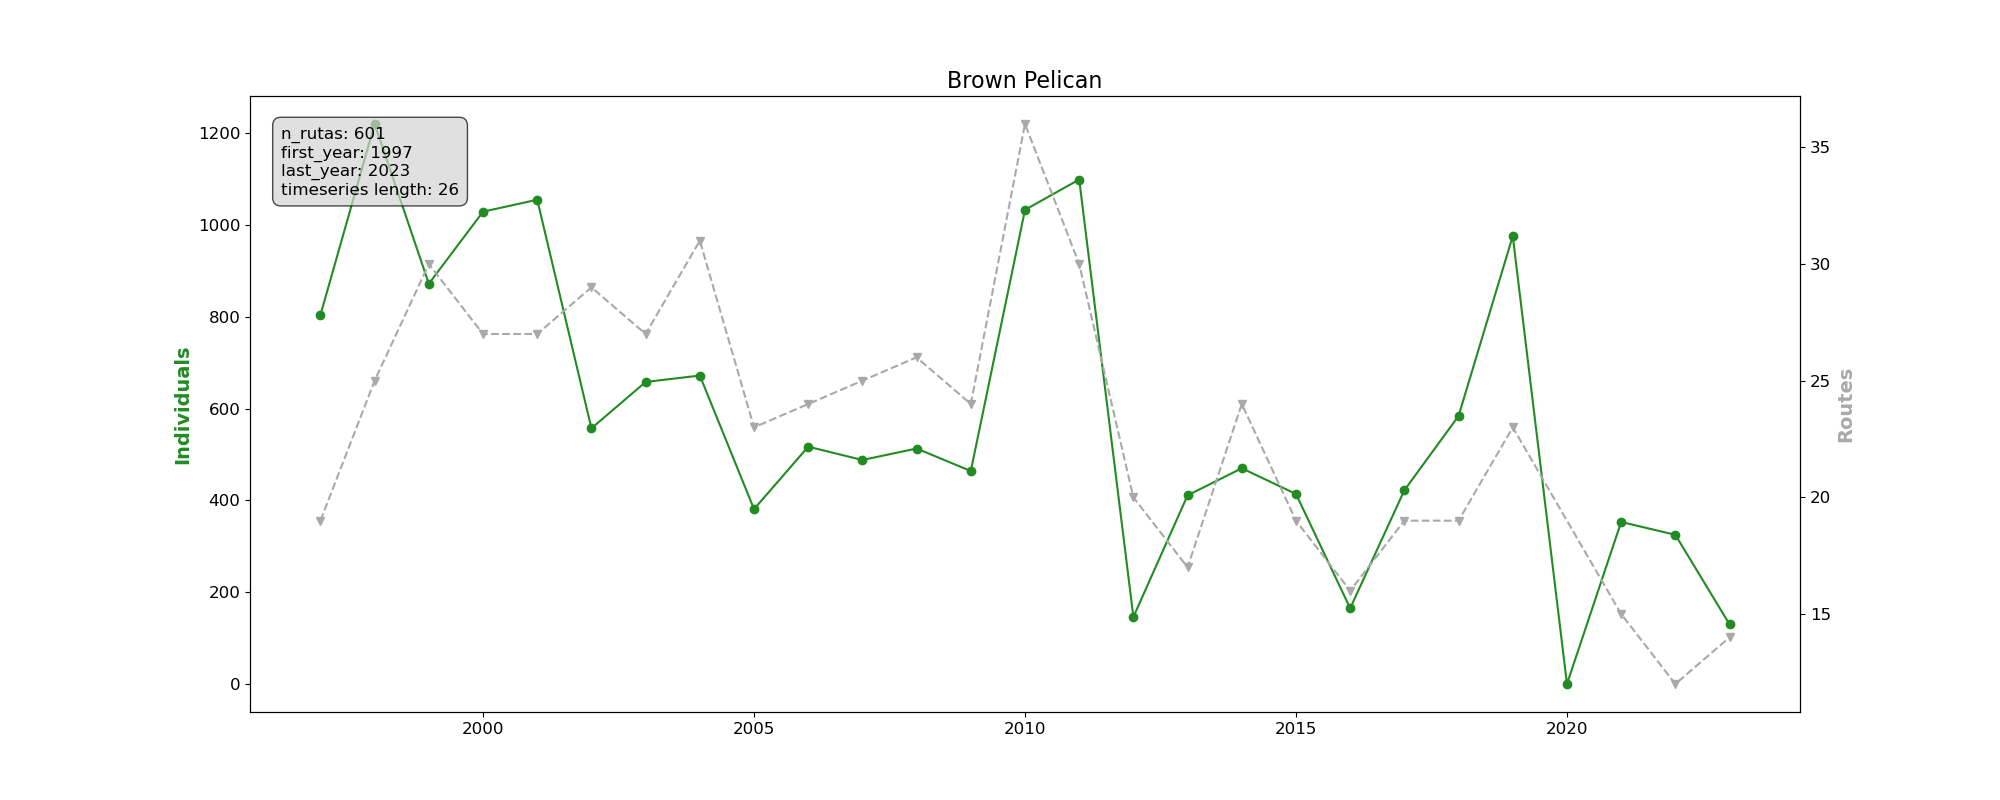 Brown Pelican
n_rutas: 601
first_year: 1997
last_year: 2023
timeseries length: 26
Individuals
1200
1000
800
600
400
200
0
Routes
35
30
25
20
15
2000 2005 2010 2015 2020